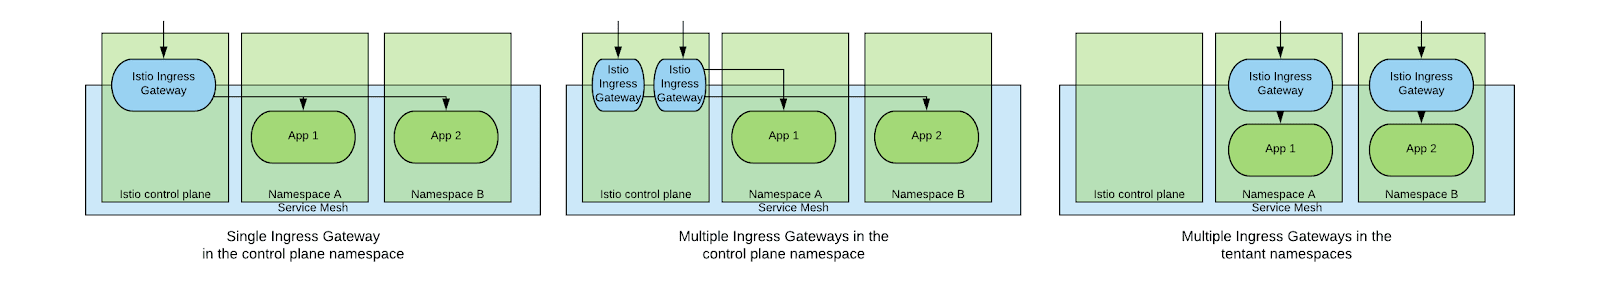 Istio Ingress
Gateway
App 1
App 2
Istio control plane
Namespace A
Namespace B
Service Mesh
Single Ingress Gateway
in the control plane namespace
Istio
Ingress
Gateway
Istio
Ingress
Gateway
App 1
App 2
Istio control plane
Namespace A
Namespace B
Service Mesh
Multiple Ingress Gateways in the
control plane namespace
Istio Ingress
Gateway
Istio Ingress
Gateway
App 1
App 2
Istio control plane
Namespace A
Namespace B
Service Mesh
Multiple Ingress Gateways in the
tentant namespaces